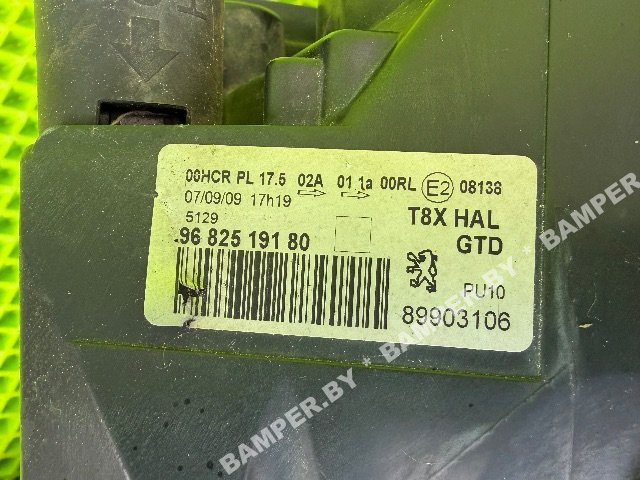 00HCR PL 17.5 02A 01 1a 00RL E2 08138
07/09/09 17h19
5129
96 825 191 80
T8X HAL
GTD
PU10
89903106
BAMPER.BY * BAMPER.BY * BAMPER.BY